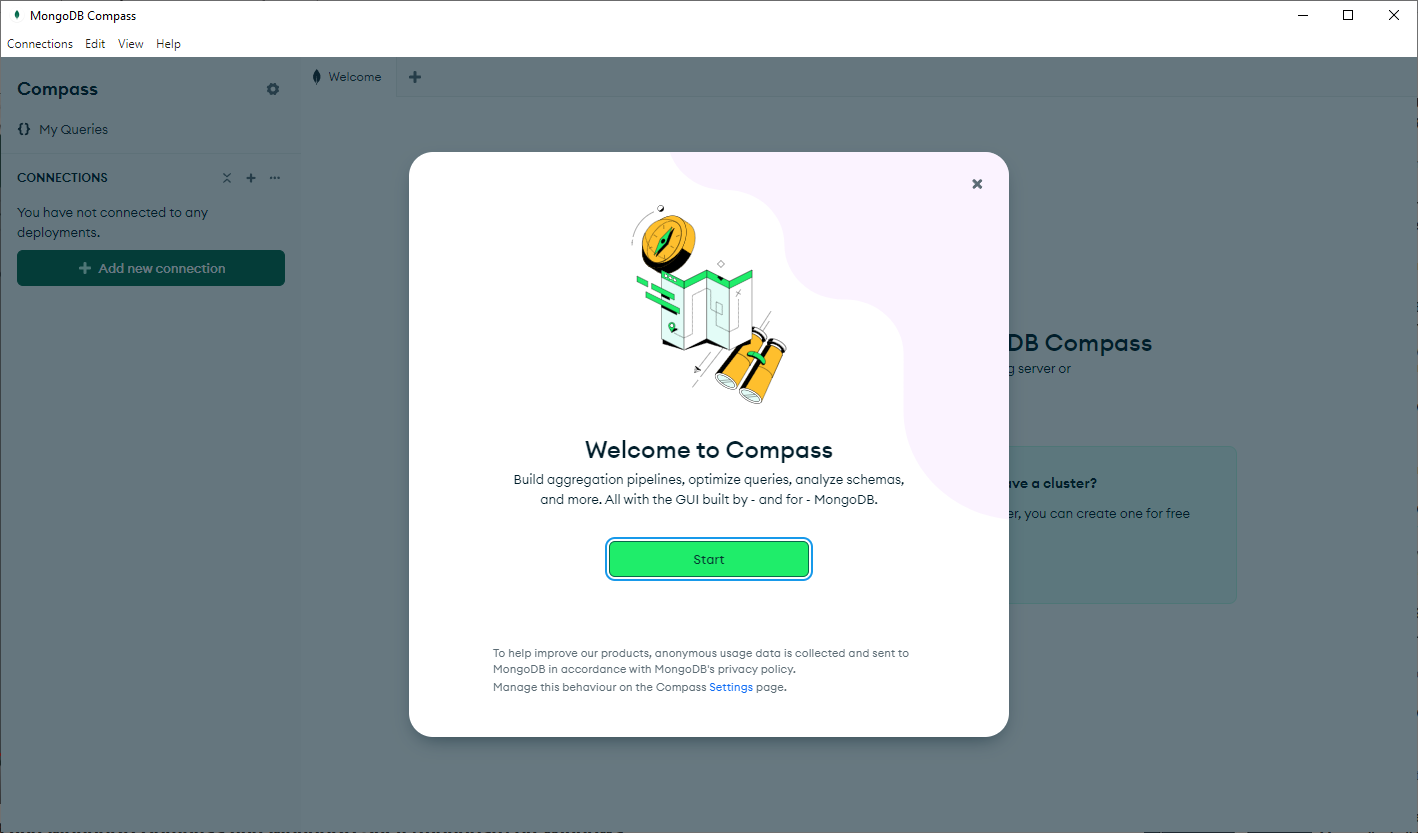 MongoDB Compass
Connections Edit View Help
Compass
Welcome
{} My Queries
CONNECTIONS
You have not connected to any
deployments.
Add new connection
DB Compass
server or
Welcome to Compass
Build aggregation pipelines, optimize queries, analyze schemas,
and more. All with the GUI built by - and for - MongoDB.
a cluster?
you can create one for free
Start
To help improve our products, anonymous usage data is collected and sent to
MongoDB in accordance with MongoDB's privacy policy.
Manage this behaviour on the Compass Settings page.